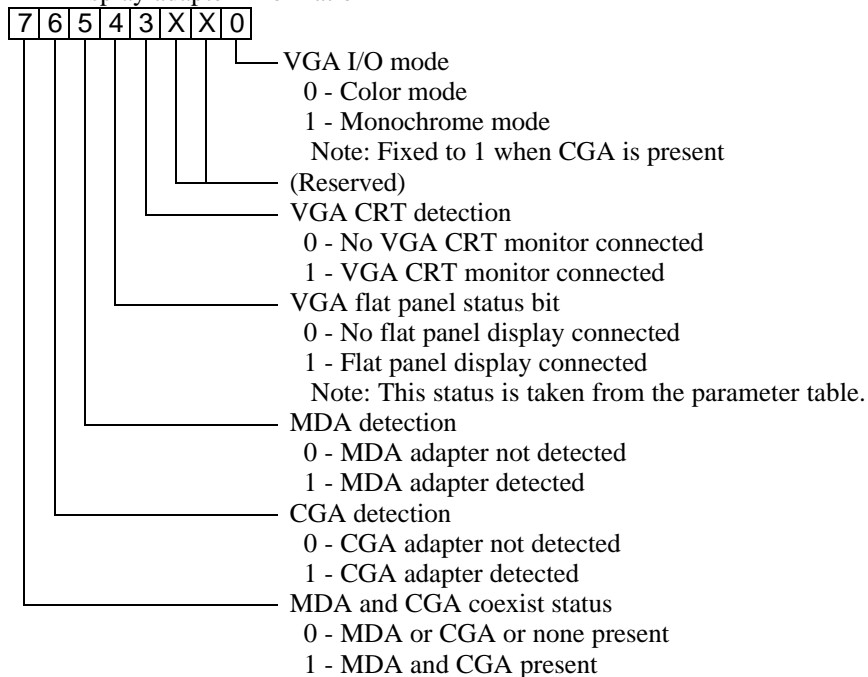 7 6 5 4 3 X X 0
VGA I/O mode
0 - Color mode
1 - Monochrome mode
Note: Fixed to 1 when CGA is present
(Reserved)
VGA CRT detection
0 - No VGA CRT monitor connected
1 - VGA CRT monitor connected
VGA flat panel status bit
0 - No flat panel display connected
1 - Flat panel display connected
Note: This status is taken from the parameter table.
MDA detection
0 - MDA adapter not detected
1 - MDA adapter detected
CGA detection
0 - CGA adapter not detected
1 - CGA adapter detected
MDA and CGA coexist status
0 - MDA or CGA or none present
1 - MDA and CGA present